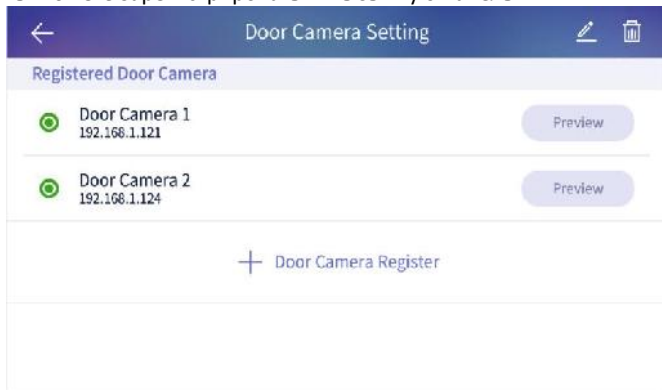 Door Camera Setting
Registered Door Camera
Door Camera 1
192.168.1.121
Preview
Door Camera 2
192.168.1.124
Preview
Door Camera Register